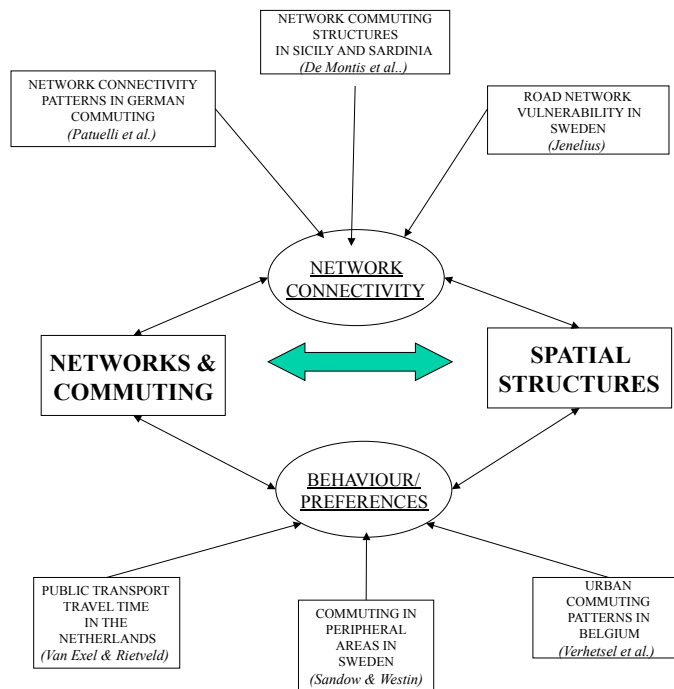 NETWORK COMMUTING
STRUCTURES
IN SICILY AND SARDINIA
(De Montis et al..)
NETWORK CONNECTIVITY
PATTERNS IN GERMAN
COMMUTING
(Patuelli et al.)
ROAD NETWORK
VULNERABILITY IN
SWEDEN
(Jenelius)
NETWORK
CONNECTIVITY
NETWORKS &
COMMUTING
SPATIAL
STRUCTURES
BEHAVIOUR/
PREFERENCES
PUBLIC TRANSPORT
TRAVEL TIME
IN THE
NETHERLANDS
(Van Exel & Rietveld)
COMMUTING IN
PERIPHERAL
AREAS IN
SWEDEN
(Sandow & Westin)
URBAN
COMMUTING
PATTERNS IN
BELGIUM
(Verhetsel et al.)